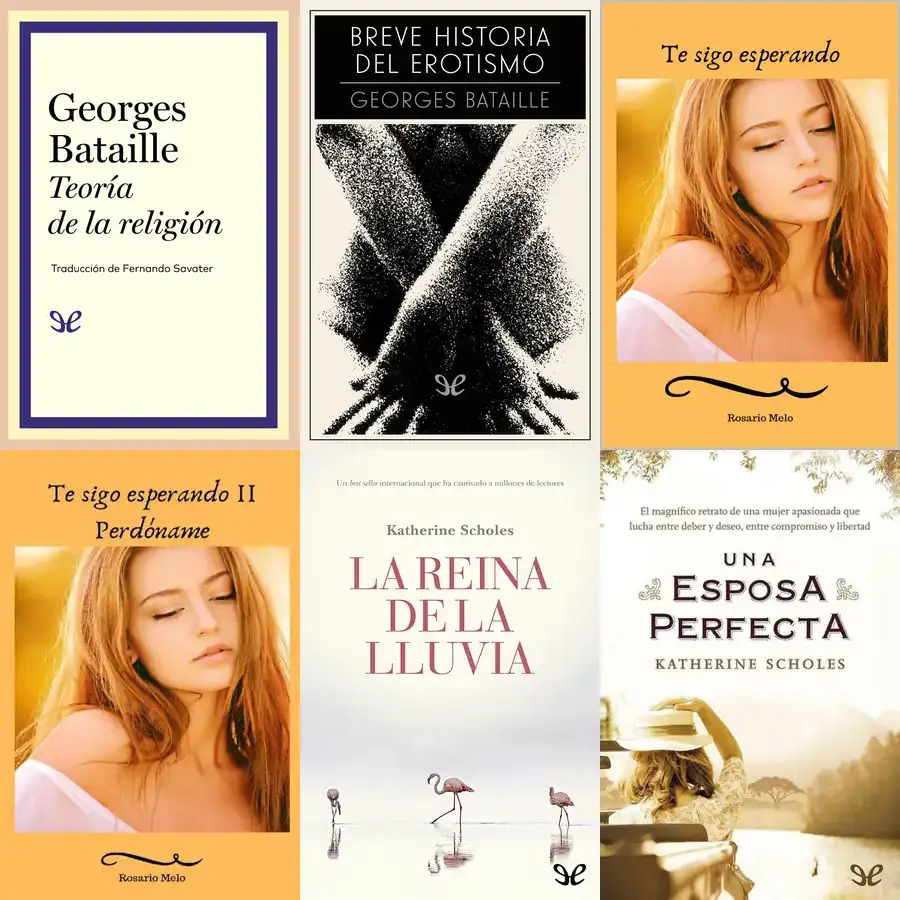 Georges
Bataille
Teoría
de la religión
Traducción de Fernando Savater
BREVE HISTORIA
DEL EROTISMO
GEORGES BATAILLE
Te sigo esperando
Rosario Melo
Te sigo esperando II
Perdóname
Rosario Melo
Un best seller internacional que ha cautivado a millones de lectores
Katherine Scholes
LA REINA
DE LA
LLUVIA
El magnífico retrato de una mujer apasionada que
lucha entre deber y deseo, entre compromiso y libertad
UNA
ESPOSA
PERFECTA
KATHERINE SCHOLES